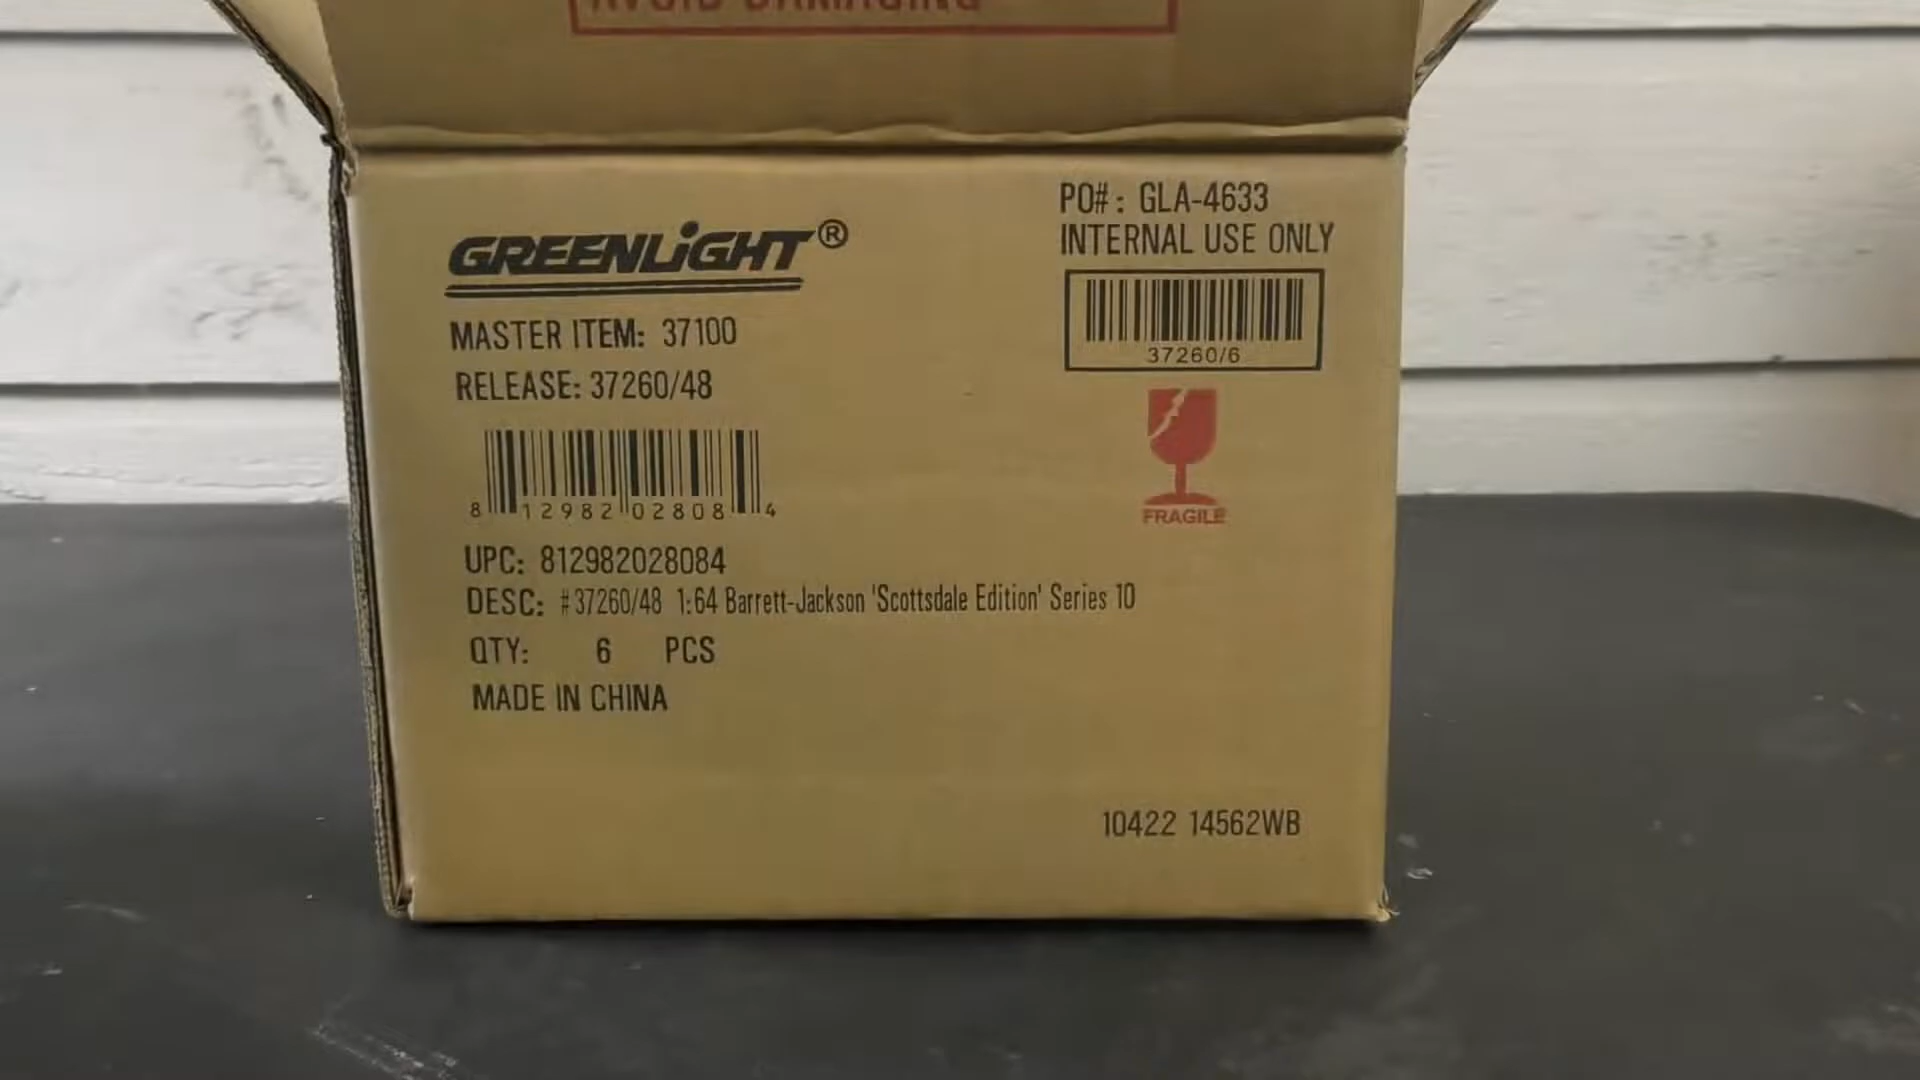 AVOID DAMAGING
GREENLIGHT®
MASTER ITEM: 37100
RELEASE: 37260/48
8 12982 02808 4
UPC: 812982028084
DESC: #37260/48 1:64 Barrett-Jackson 'Scottsdale Edition' Series 10
QTY: 6 PCS
MADE IN CHINA
PO#: GLA-4633
INTERNAL USE ONLY
37260/6
FRAGILE
10422 14562WB